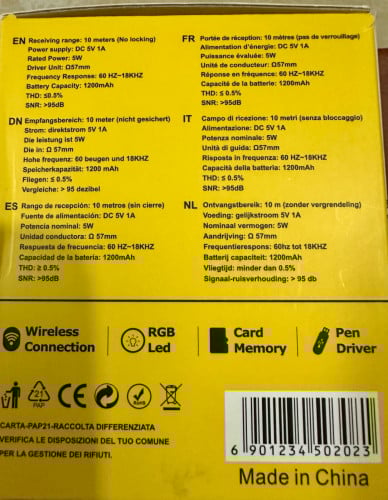 EN Receiving range: 10 meters (No locking)
Power supply: DC 5V 1A
Rated Power: 5W
Driver Unit: Ω57mm
Frequency Response: 60 HZ~18KHZ
Battery Capacity: 1200mAh
THD: ≤0.5%
SNR: >95dB
FR Portée de réception: 10 mètres (pas de verrouillage)
Alimentation d'énergie: DC 5V 1A
Puissance évaluée: 5W
Unité de conducteur: Ω57mm
Réponse en fréquence: 60 HZ~18KHZ
Capacité de la batterie: 1200mAh
THD: ≤ 0.5%
SNR: >95dB
DN Empfangsbereich: 10 meter (nicht gesichert)
Strom: direktstrom 5V 1A
Die leistung ist 5W
Die in: Ω 57mm
Hohe frequenz: 60 beugen und 18KHZ
Speicherkapazität: 1200 mAh
Fliegen: ≤ 0.5%
Vergleiche: > 95 dezibel
IT Campo di ricezione: 10 metri (senza bloccaggio)
Alimentazione: DC 5V 1A
Potenza nominale: 5W
Unità di guida: Ω 57mm
Risposta in frequenza: 60 HZ~18KHZ
Capacità della batteria: 1200mAh
THD: ≤ 0.5%
SNR: >95dB
ES Rango de recepción: 10 metros (sin cierre)
Fuente de alimentación: DC 5V 1A
Potencia nominal: 5W
Unidad conductora: Ω 57mm
Respuesta de frecuencia: 60 HZ~18KHZ
Capacidad de la batería: 1200mAh
THD: ≥ 0.5%
SNR: >95dB
NL Ontvangstbereik: 10 m (zonder vergrendeling)
Voeding: gelijkstroom 5V 1A
Nominaal vermogen: 5W
Aandrijving: Ω 57mm
Frequentierespons: 60hz tot 18KHZ
Batterij capaciteit: 1200mAh
Vliegtijd: minder dan 0.5%
Signaal-ruisverhouding: > 95 db
Wireless Connection
RGB Led
Card Memory
Pen Driver
21
PAP
CE
RoHS
CARTA-PAP21-RACCOLTA DIFFERENZIATA
VERIFICA LE DISPOSIZIONI DEL TUO COMUNE
PER LA GESTIONE DEI RIFIUTI.
6 901234 502023
Made in China